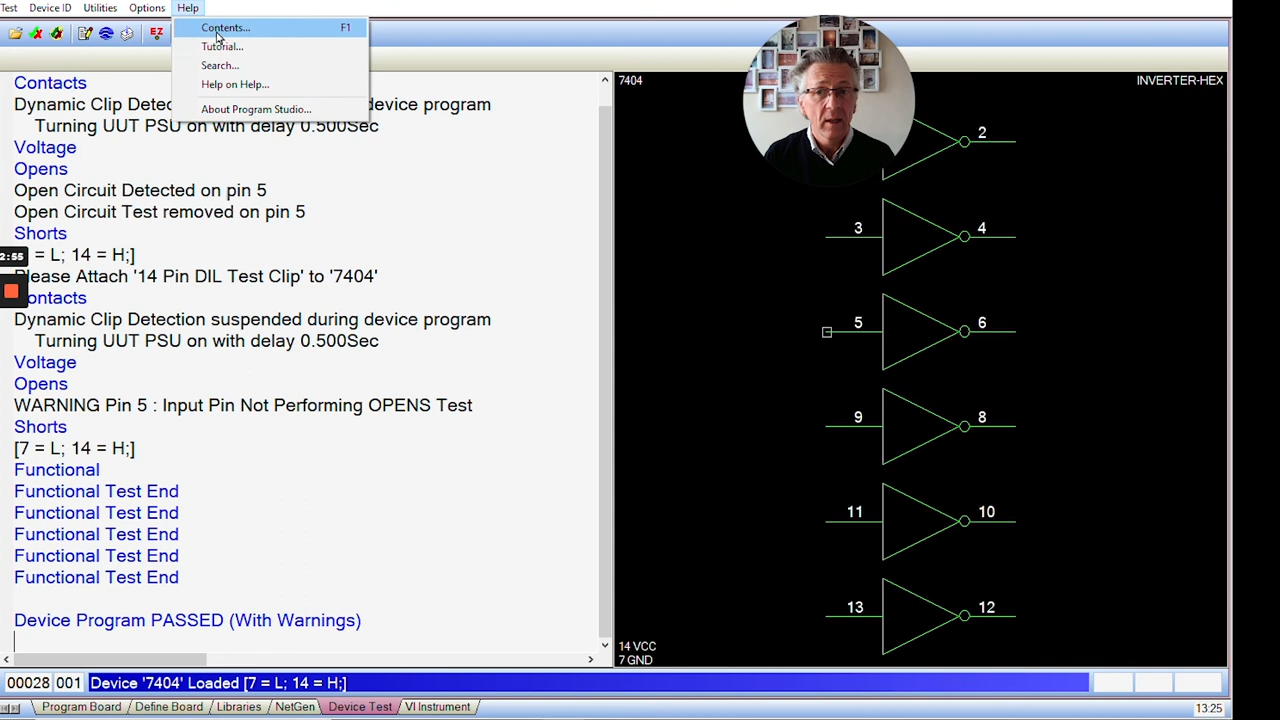 Test Device ID Utilities Options Help
Contents... F1
Tutorial...
Search...
Help on Help...
About Program Studio...
EZ
Contacts
Dynamic Clip Detec device program
Turning UUT PSU on with delay 0.500Sec
Voltage
Opens
Open Circuit Detected on pin 5
Open Circuit Test removed on pin 5
Shorts
= L; 14 = H;]
2:55
lease Attach '14 Pin DIL Test Clip' to '7404'
ontacts
Dynamic Clip Detection suspended during device program
Turning UUT PSU on with delay 0.500Sec
Voltage
Opens
WARNING Pin 5 : Input Pin Not Performing OPENS Test
Shorts
[7 = L; 14 = H;]
Functional
Functional Test End
Functional Test End
Functional Test End
Functional Test End
Functional Test End
Device Program PASSED (With Warnings)
7404 INVERTER-HEX
2
3 4
5 6
9 8
11 10
13 12
14 VCC
7 GND
00028 001 Device '7404' Loaded [7 = L; 14 = H;]
Program Board Define Board Libraries NetGen Device Test VI Instrument 13.25